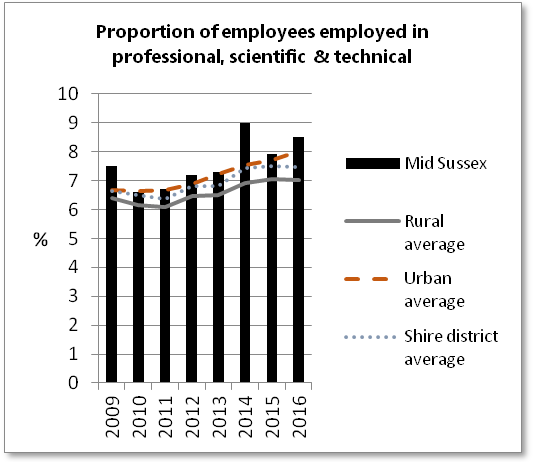 Proportion of employees employed in
professional, scientific & technical
10
9
8
7
6
5
4
3
2
1
0
%
2009
2010
2011
2012
2013
2014
2015
2016
Mid Sussex
Rural
average
Urban
average
Shire district
average